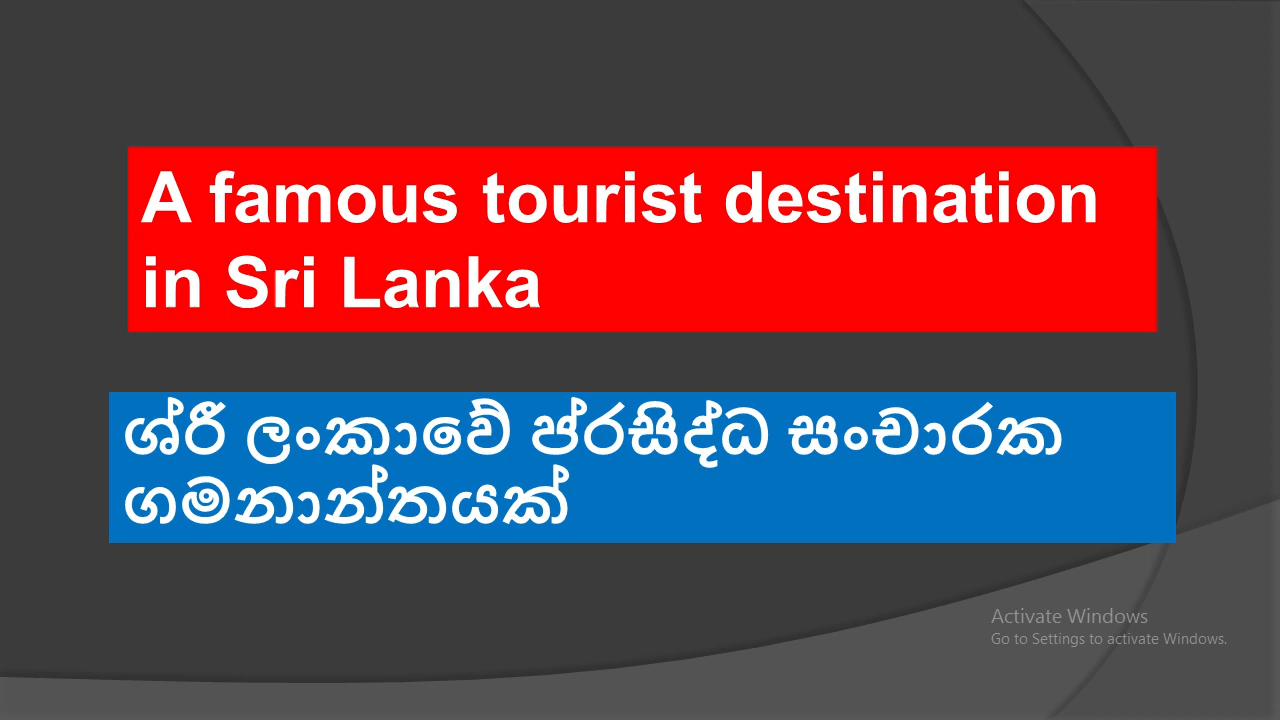 A famous tourist destination
in Sri Lanka
ශ්රී ලංකාවේ ප්රසිද්ධ සංචාරක
ගමනාන්තයක්
Activate Windows
Go to Settings to activate Windows.